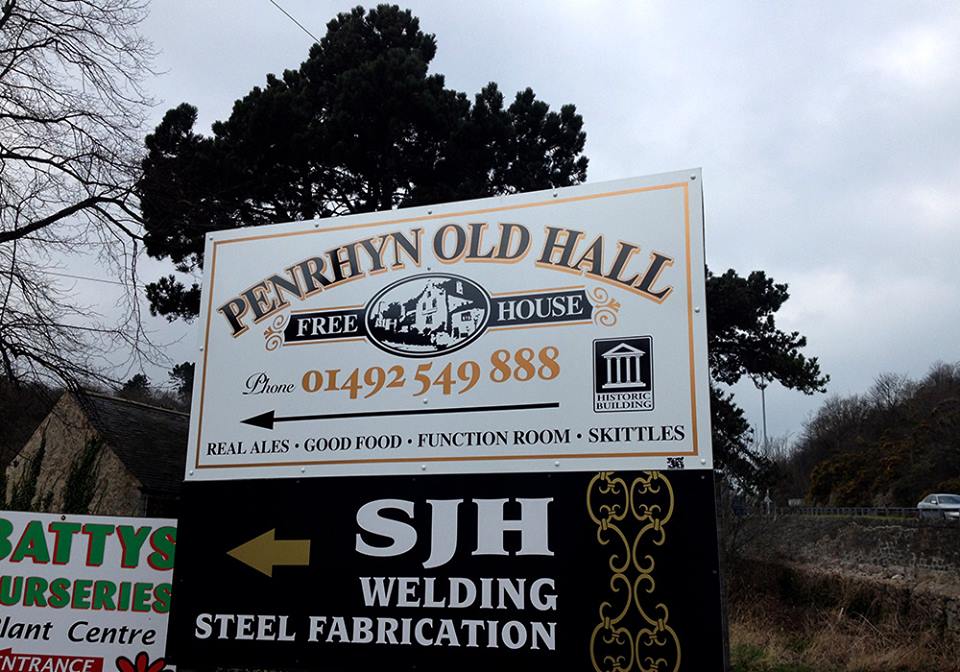 PENRHYN OLD HALL
FREE HOUSE
Phone 01492 549 888
HISTORIC
BUILDING
REAL ALES · GOOD FOOD · FUNCTION ROOM · SKITTLES
SJH
WELDING
STEEL FABRICATION
BATTYS
URSERIES
lant Centre
ENTRANCE